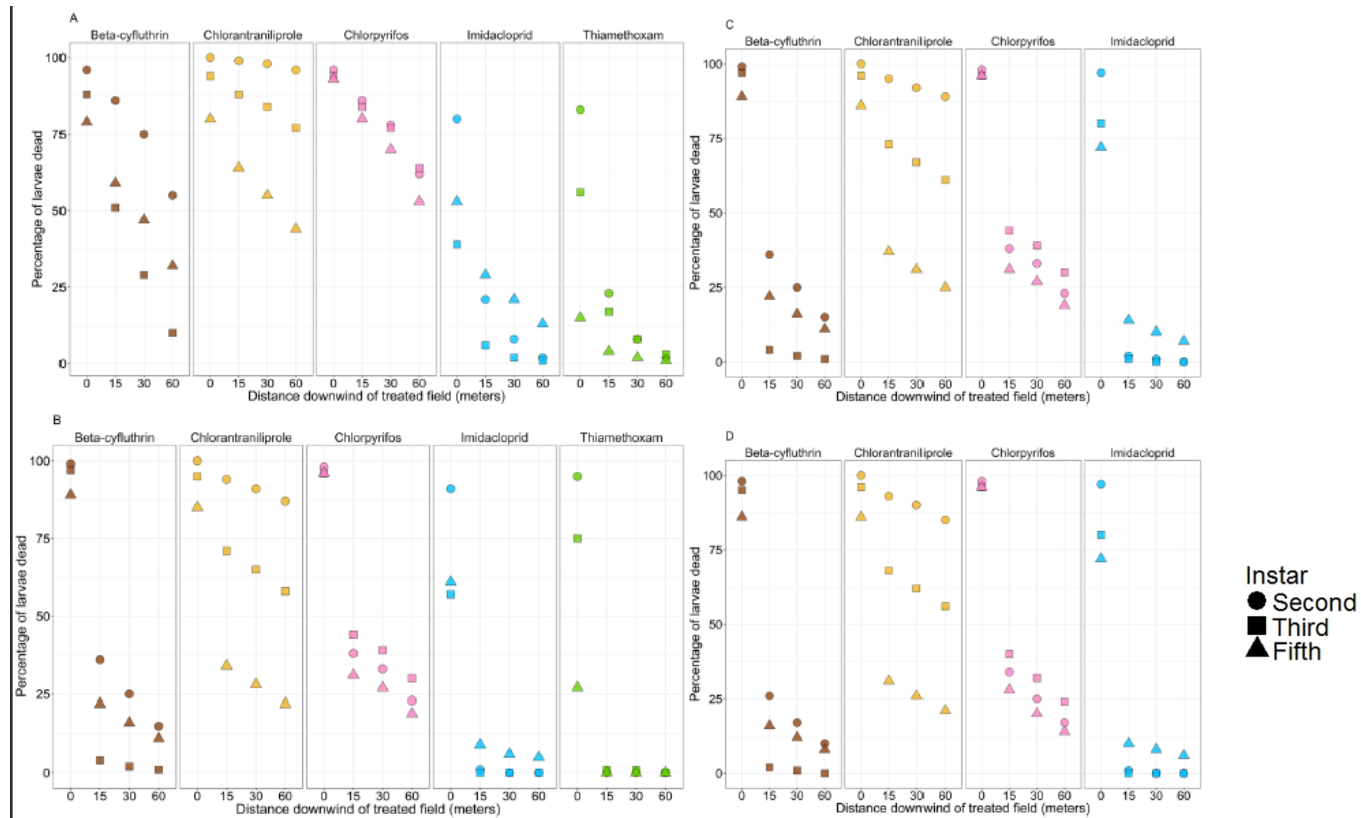 A
Beta-cyfluthrin Chlorantraniliprole Chlorpyrifos Imidacloprid Thiamethoxam
Percentage of larvae dead
100
75
50
25
0
0 15 30 60 0 15 30 60 0 15 30 60 0 15 30 60 0 15 30 60
Distance downwind of treated field (meters)
B
Beta-cyfluthrin Chlorantraniliprole Chlorpyrifos Imidacloprid Thiamethoxam
Percentage of larvae dead
100
75
50
25
0
0 15 30 60 0 15 30 60 0 15 30 60 0 15 30 60 0 15 30 60
Distance downwind of treated field (meters)
C
Beta-cyfluthrin Chlorantraniliprole Chlorpyrifos Imidacloprid
Percentage of larvae dead
100
75
50
25
0
0 15 30 60 0 15 30 60 0 15 30 60 0 15 30 60
Distance downwind of treated field (meters)
D
Beta-cyfluthrin Chlorantraniliprole Chlorpyrifos Imidacloprid
Percentage of larvae dead
100
75
50
25
0
0 15 30 60 0 15 30 60 0 15 30 60 0 15 30 60
Distance downwind of treated field (meters)
Instar
Second
Third
Fifth